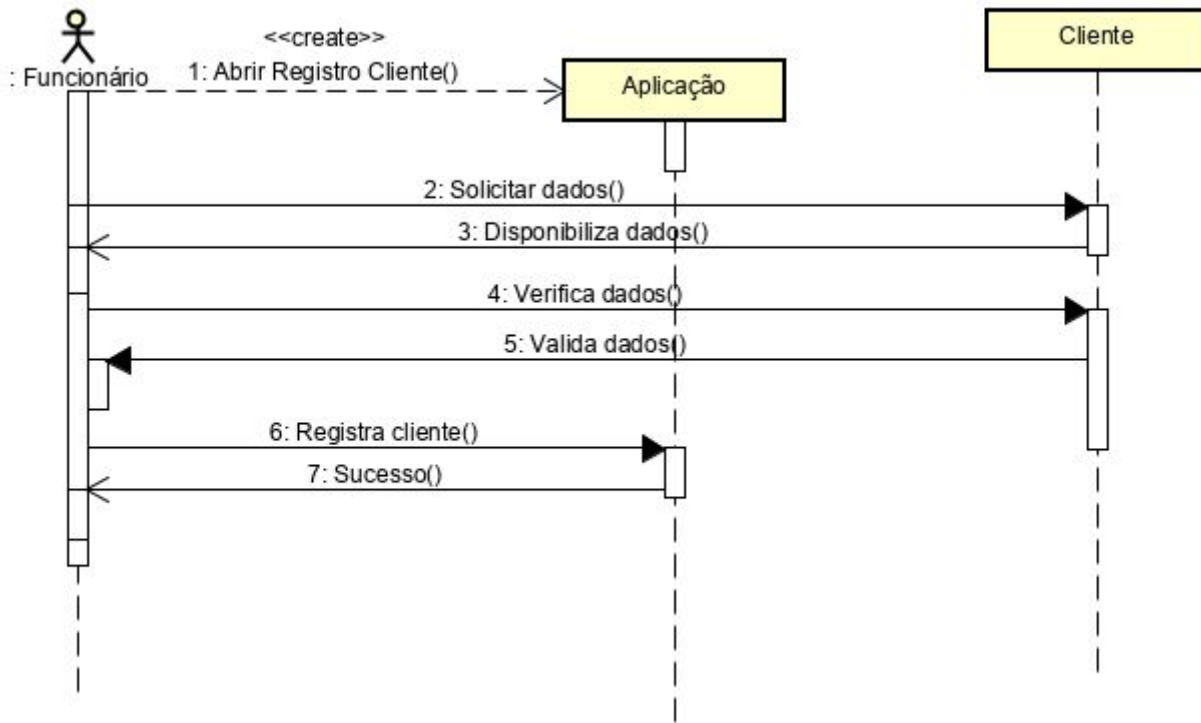 Cliente
<<create>>
: Funcionário
1: Abrir Registro Cliente()
Aplicação
2: Solicitar dados()
3: Disponibiliza dados()
4: Verifica dados()
5: Valida dados()
6: Registra cliente()
7: Sucesso()